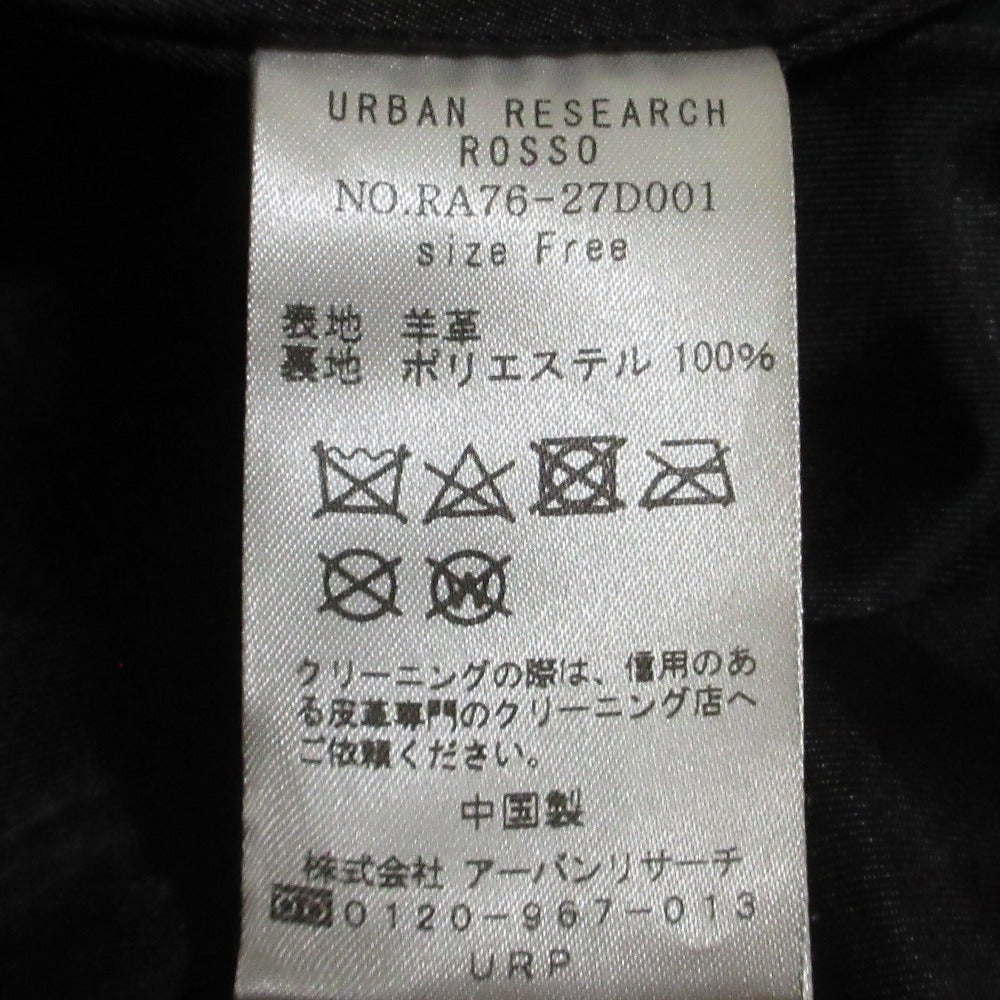 URBAN RESEARCH
ROSSO
NO.RA76-27D001
size Free
表地 羊革
裏地 ポリエステル 100%
W
クリーニングの際は、信用のあ
る皮革専門のクリーニング店へ
ご依頼ください。
中国製
株式会社 アーバンリサーチ
0120-967-013
URP